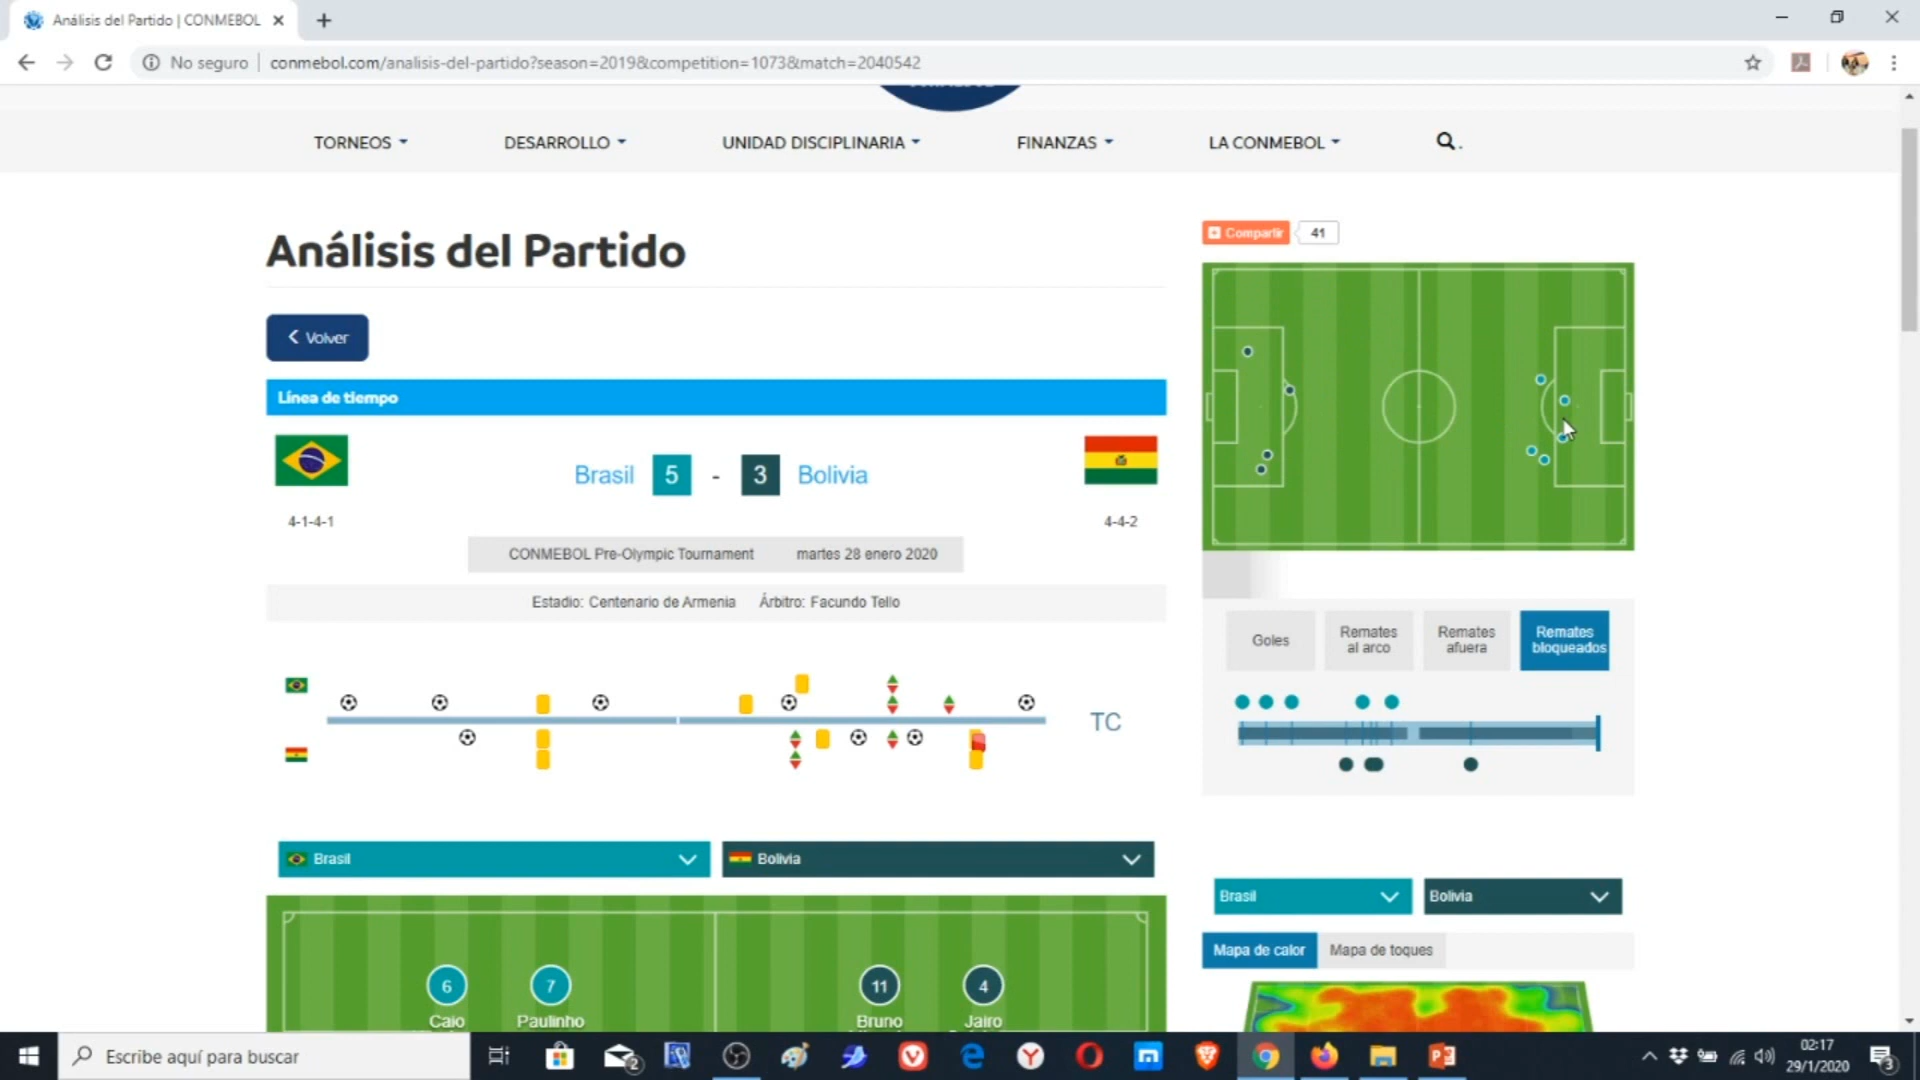 Análisis del Partido | CONMEBOL
No seguro
conmebol.com/analisis-del-partido?season=2019&competition=1073&match=2040542
TORNEOS
DESARROLLO
UNIDAD DISCIPLINARIA
FINANZAS
LA CONMEBOL
.
Análisis del Partido
Compartir
41
Volver
Línea de tiempo
Brasil 5 - 3 Bolivia
4-1-4-1
4-4-2
CONMEBOL Pre-Olympic Tournament martes 28 enero 2020
Estadio: Centenario de Armenia Árbitro: Facundo Tello
Goles
Remates
al arco
Remates
afuera
Remates
bloqueados
TC
Brasil
Bolivia
Brasil
Bolivia
Mapa de calor
Mapa de toques
6
7
11
4
Caio
Paulinho
Bruno
Jairo
Escribe aquí para buscar
2
02:17
29/1/2020
3